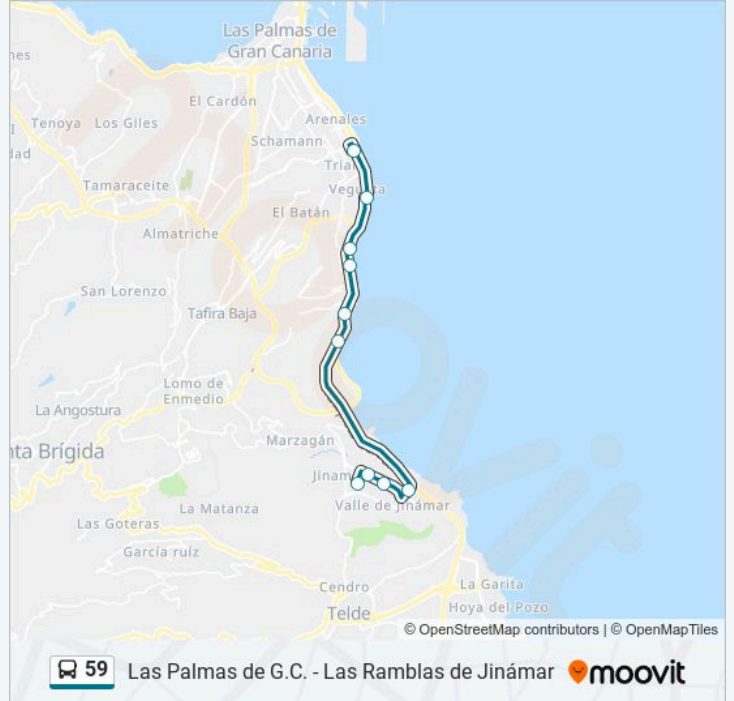 Las Palmas de
Gran Canaria
nes
El Cardón
Arenales
Tenoya
Los Giles
Schamann
dad
Tamaraceite
Vegueta
El Batán
Almatriche
San Lorenzo
Tafira Baja
Lomo de
Enmedio
La Angostura
Marzagán
nta Brígida
Jinam
Valle de Jinámar
La Matanza
Las Goteras
García ruiz
Cendro
La Garita
Telde
Hoya del Pozo
© OpenStreetMap contributors | © OpenMapTiles
59 Las Palmas de G.C. - Las Ramblas de Jinámar moovit